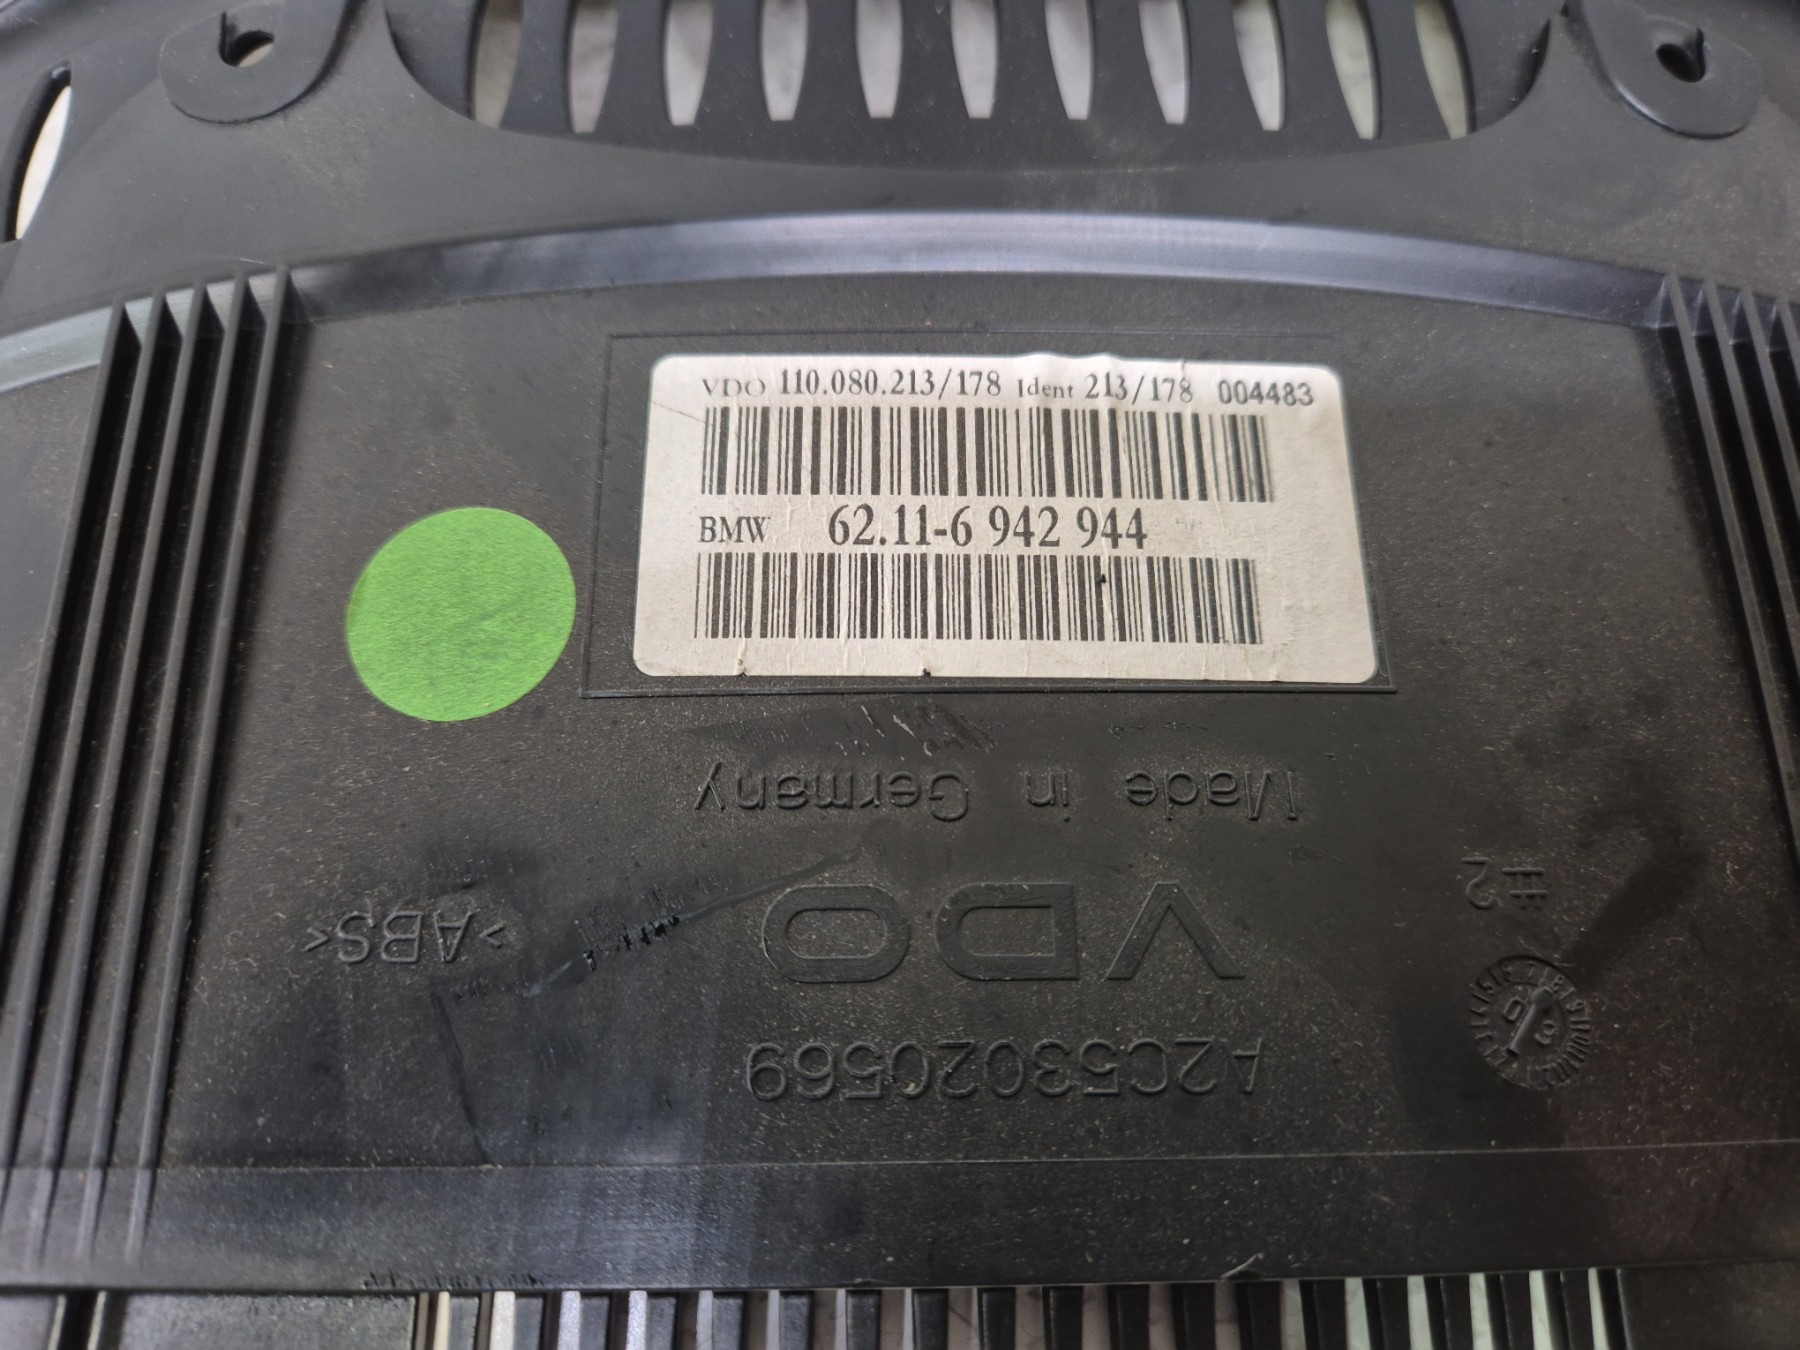 VDO 110.080.213/178 Ident 213/178 004483
BMW 62.11-6 942 944
Made in Germany
>ABS<
VDO
#2
A2C53020569